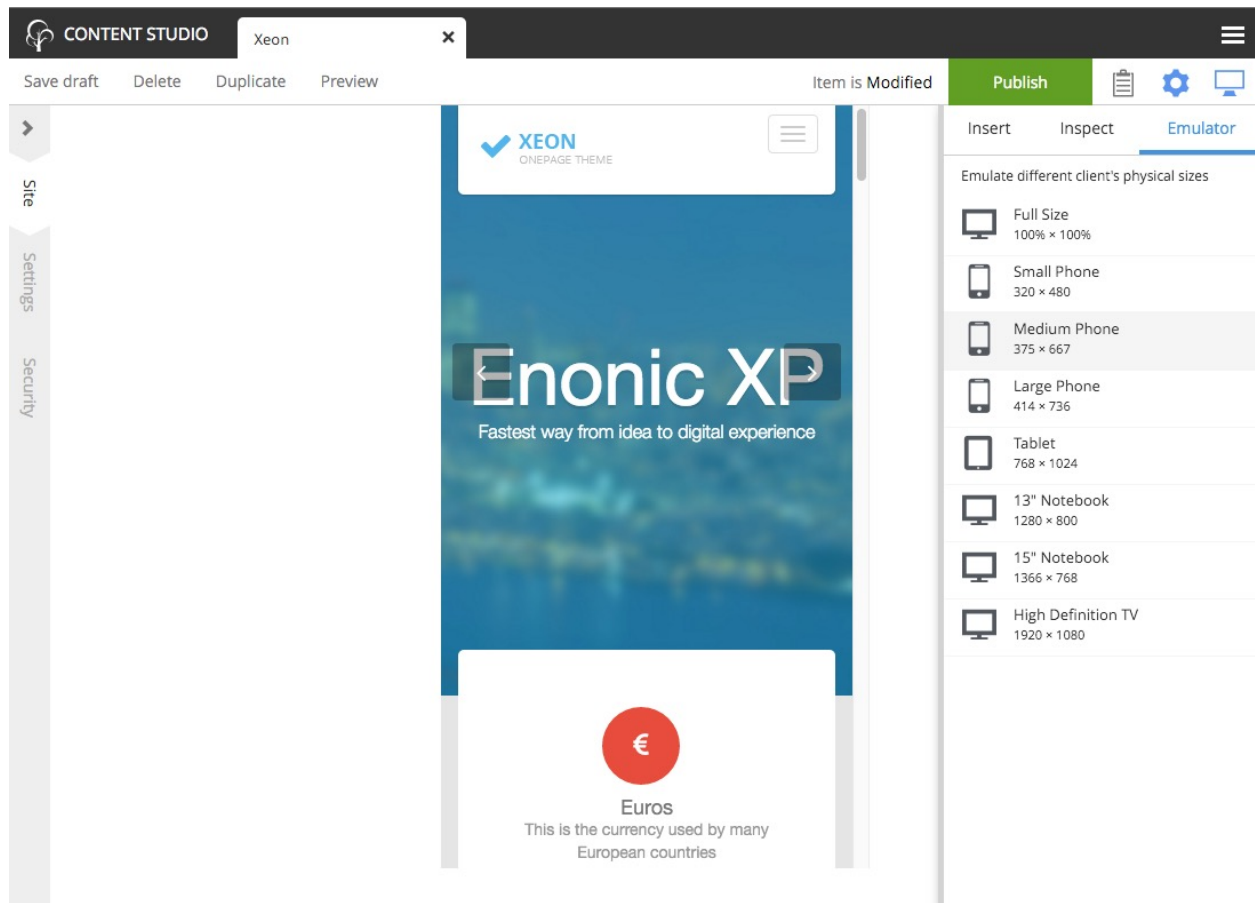 CONTENT STUDIO
Xeon
Save draft Delete Duplicate Preview
Item is Modified
Publish
Site
Settings
Security
XEON
ONEPAGE THEME
Enonic XP
Fastest way from idea to digital experience
€
Euros
This is the currency used by many
European countries
Insert Inspect Emulator
Emulate different client's physical sizes
Full Size
100% × 100%
Small Phone
320 × 480
Medium Phone
375 × 667
Large Phone
414 × 736
Tablet
768 × 1024
13" Notebook
1280 × 800
15" Notebook
1366 × 768
High Definition TV
1920 × 1080